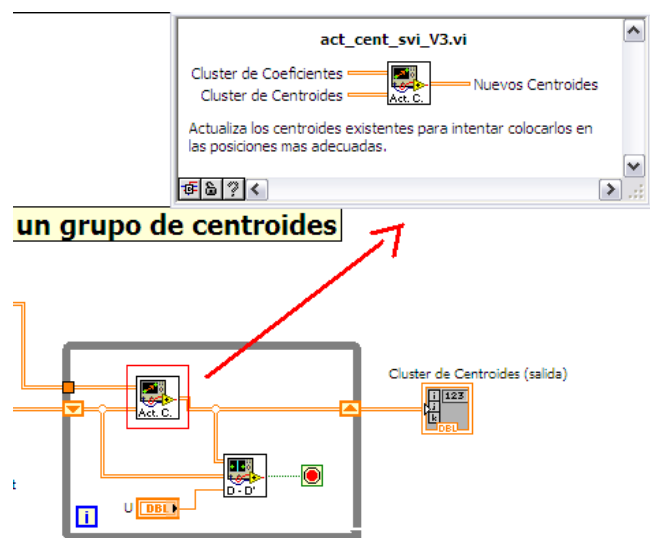 act_cent_svi_V3.vi
Cluster de Coeficientes
Cluster de Centroides
Act. C.
Nuevos Centroides
Actualiza los centroides existentes para intentar colocarlos en
las posiciones mas adecuadas.
?
un grupo de centroides
Act. C.
Cluster de Centroides (salida)
i 123
j
k
DBL
t
D - D'
U DBL
i